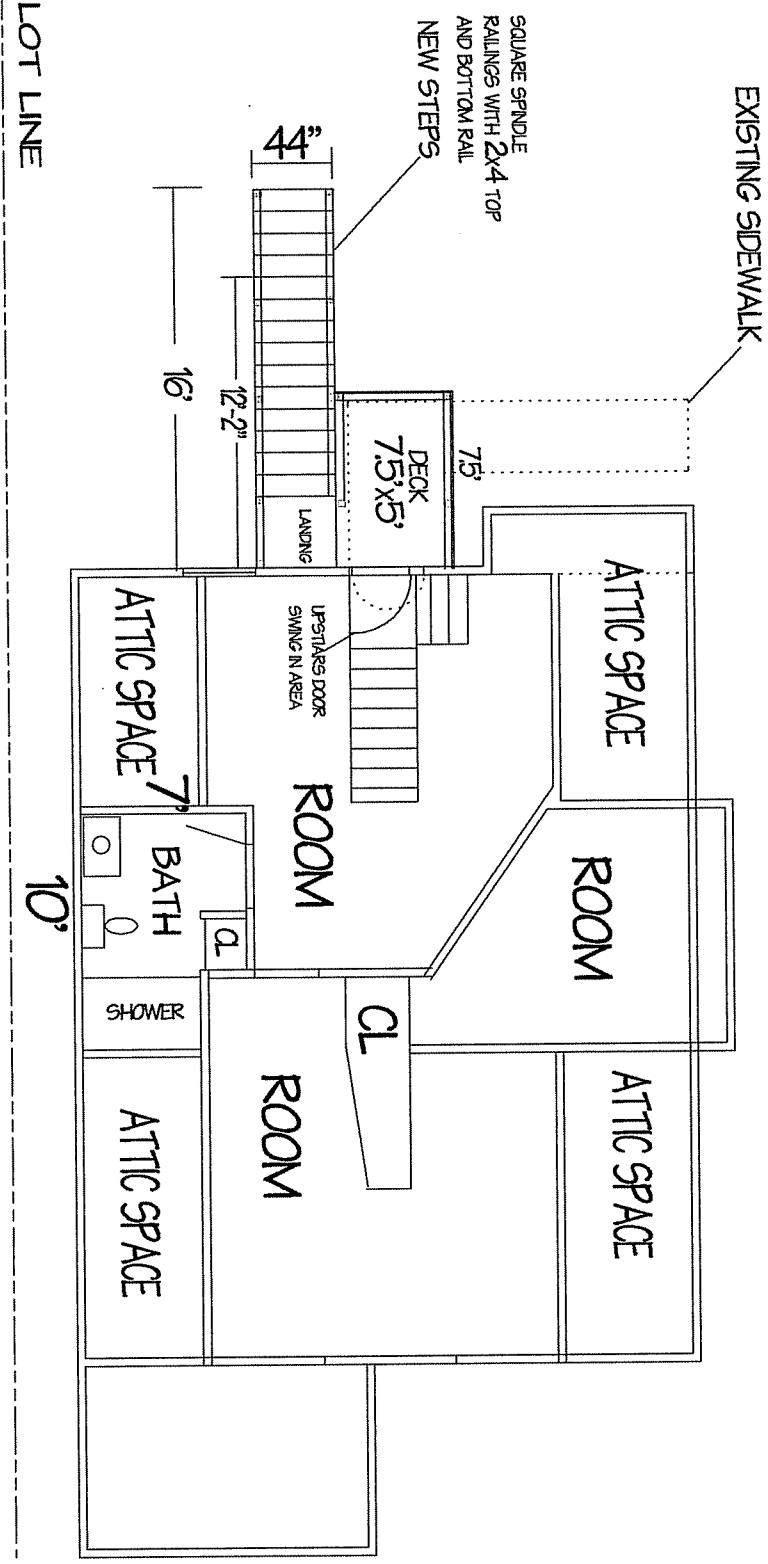 EXISTING SIDEWALK
SQUARE SPINDLE
RAILINGS WITH 2x4 TOP
AND BOTTOM RAIL
NEW STEPS
44"
16'
12'-2"
7.5'
DECK
7.5'x5'
LANDING
UPSTIARS DOOR
SWING IN AREA
ATTIC SPACE
ATTIC SPACE
ROOM
ROOM
7'
BATH
CL
SHOWER
10'
CL
ROOM
ATTIC SPACE
ATTIC SPACE
LOT LINE